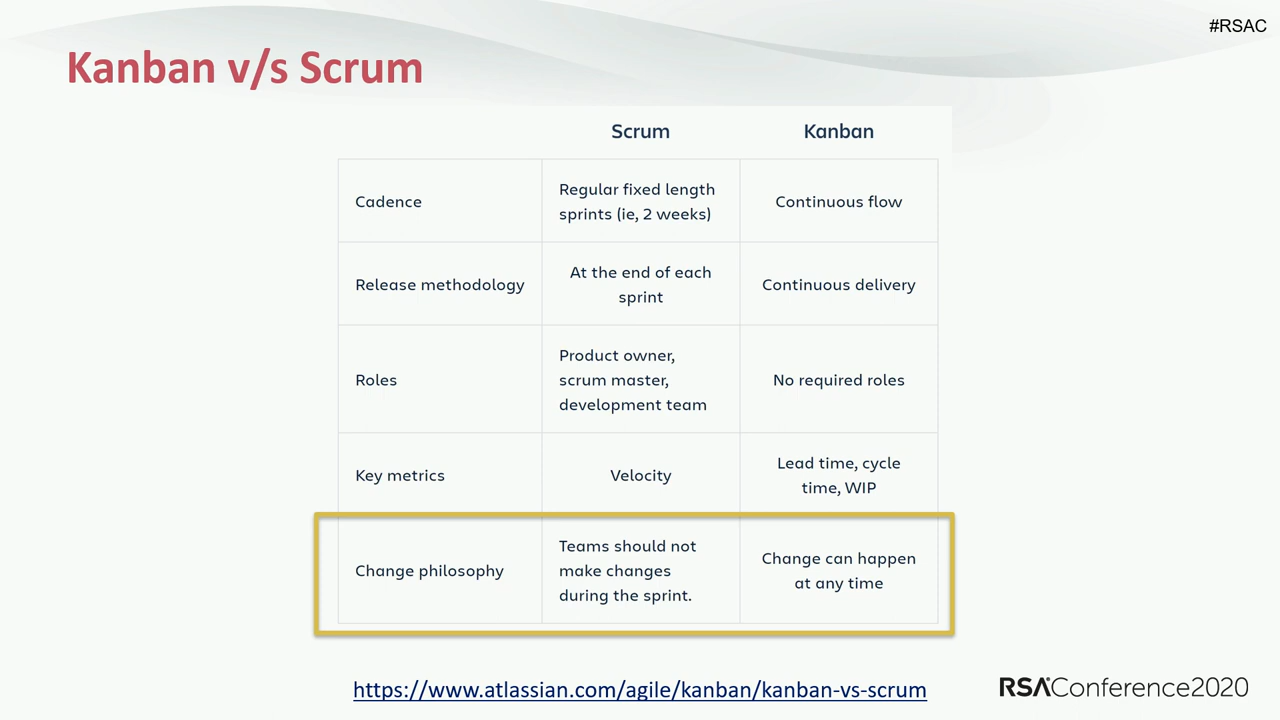 #RSAC
Kanban v/s Scrum
Scrum
Kanban
Cadence
Regular fixed length
sprints (ie, 2 weeks)
Continuous flow
Release methodology
At the end of each
sprint
Continuous delivery
Roles
Product owner,
scrum master,
development team
No required roles
Key metrics
Velocity
Lead time, cycle
time, WIP
Change philosophy
Teams should not
make changes
during the sprint.
Change can happen
at any time
https://www.atlassian.com/agile/kanban/kanban-vs-scrum
RSAConference2020